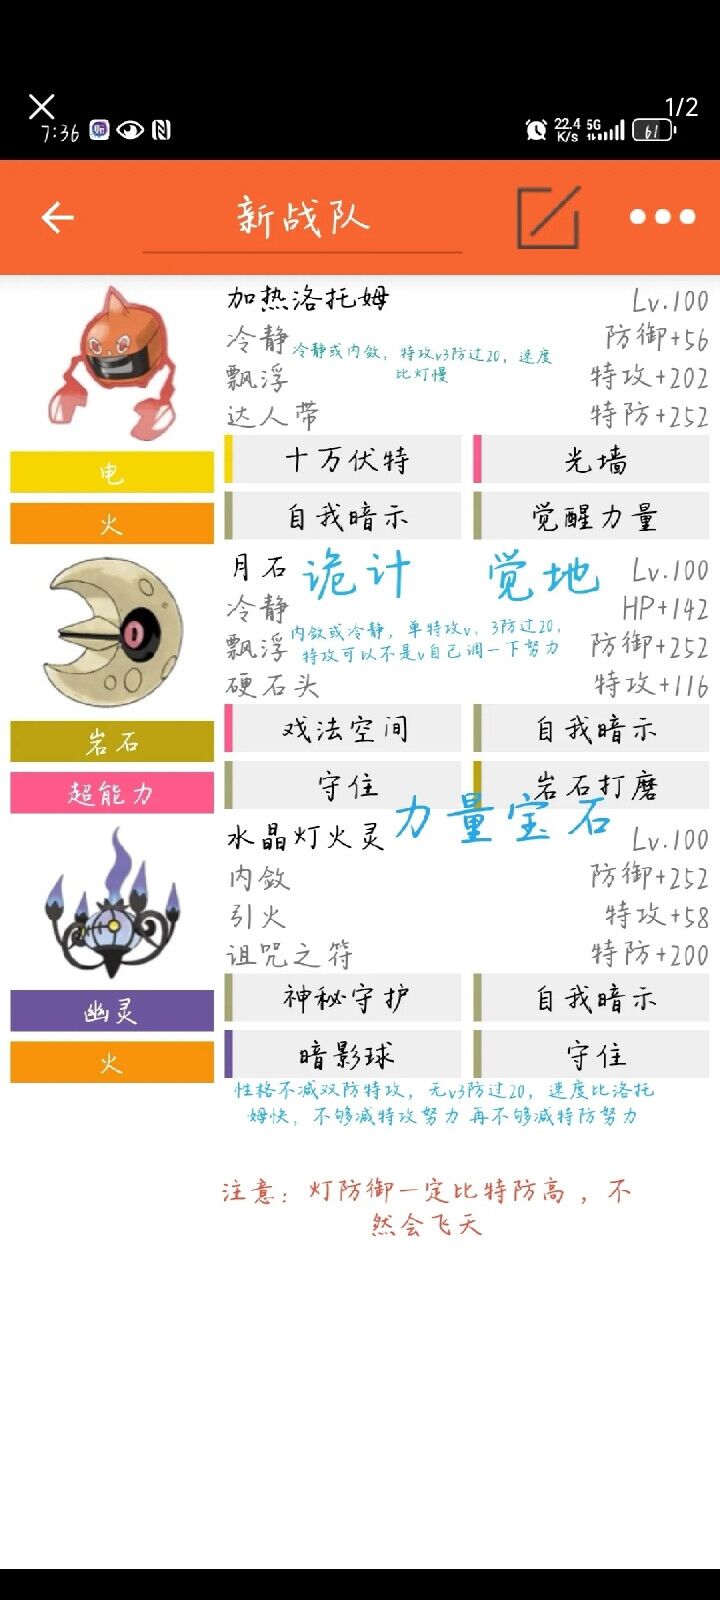 1/2
7:36 22.4 K/s 5G 61
新战队
加热洛托姆 Lv.100
冷静 防御+56
冷静或内敛，特攻v3防过20，速度
比灯慢
飘浮 特攻+202
达人带 特防+252
电 十万伏特 光墙
火 自我暗示 觉醒力量
月石 诡计 觉地 Lv.100
冷静 HP+142
内敛或冷静，单特攻v，3防过20，
特攻可以不是v自己调一下努力
飘浮 防御+252
硬石头 特攻+116
岩石 戏法空间 自我暗示
超能力 守住 岩石打磨
力量宝石
水晶灯火灵 Lv.100
内敛 防御+252
引火 特攻+58
诅咒之符 特防+200
幽灵 神秘守护 自我暗示
火 暗影球 守住
性格不减双防特攻，无v3防过20，速度比洛托
姆快，不够减特攻努力 再不够减特防努力
注意：灯防御一定比特防高，不
然会飞天